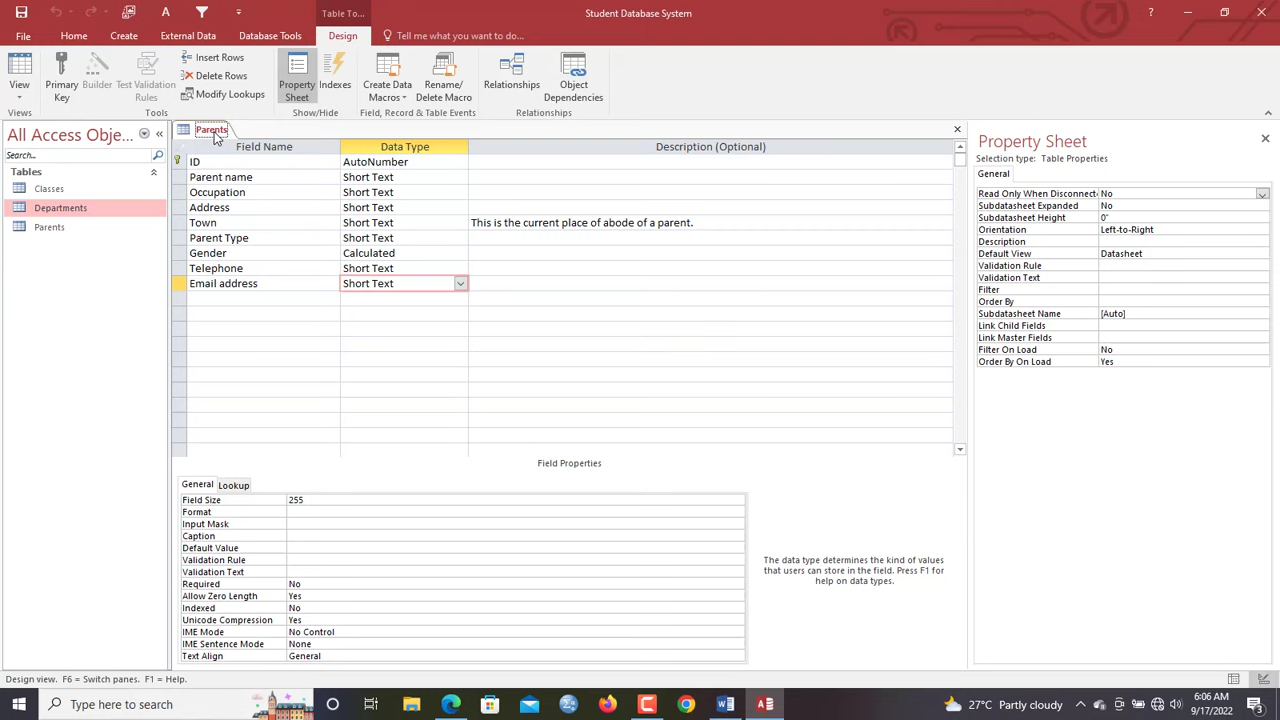 Table To...
Student Database System
?
File
Home
Create
External Data
Database Tools
Design
Tell me what you want to do...
View
Primary Key
Builder
Test Validation Rules
Insert Rows
Delete Rows
Modify Lookups
Property Sheet
Indexes
Create Data Macros
Rename/ Delete Macro
Relationships
Object Dependencies
Views
Tools
Show/Hide
Field, Record & Table Events
Relationships
All Access Obje...
Search...
Tables
Classes
Departments
Parents
Parents
Field Name Data Type Description (Optional)
ID AutoNumber
Parent name Short Text
Occupation Short Text
Address Short Text
Town Short Text This is the current place of abode of a parent.
Parent Type Short Text
Gender Calculated
Telephone Short Text
Email address Short Text
Field Properties
General Lookup
Field Size 255
Format
Input Mask
Caption
Default Value
Validation Rule
Validation Text
Required No
Allow Zero Length Yes
Indexed No
Unicode Compression Yes
IME Mode No Control
IME Sentence Mode None
Text Align General
The data type determines the kind of values
that users can store in the field. Press F1 for
help on data types.
Property Sheet
Selection type: Table Properties
General
Read Only When Disconnect No
Subdatasheet Expanded No
Subdatasheet Height 0"
Orientation Left-to-Right
Description
Default View Datasheet
Validation Rule
Validation Text
Filter
Order By
Subdatasheet Name [Auto]
Link Child Fields
Link Master Fields
Filter On Load No
Order By On Load Yes
Design view. F6 = Switch panes. F1 = Help.
Type here to search
27°C Partly cloudy
6:06 AM
9/17/2022